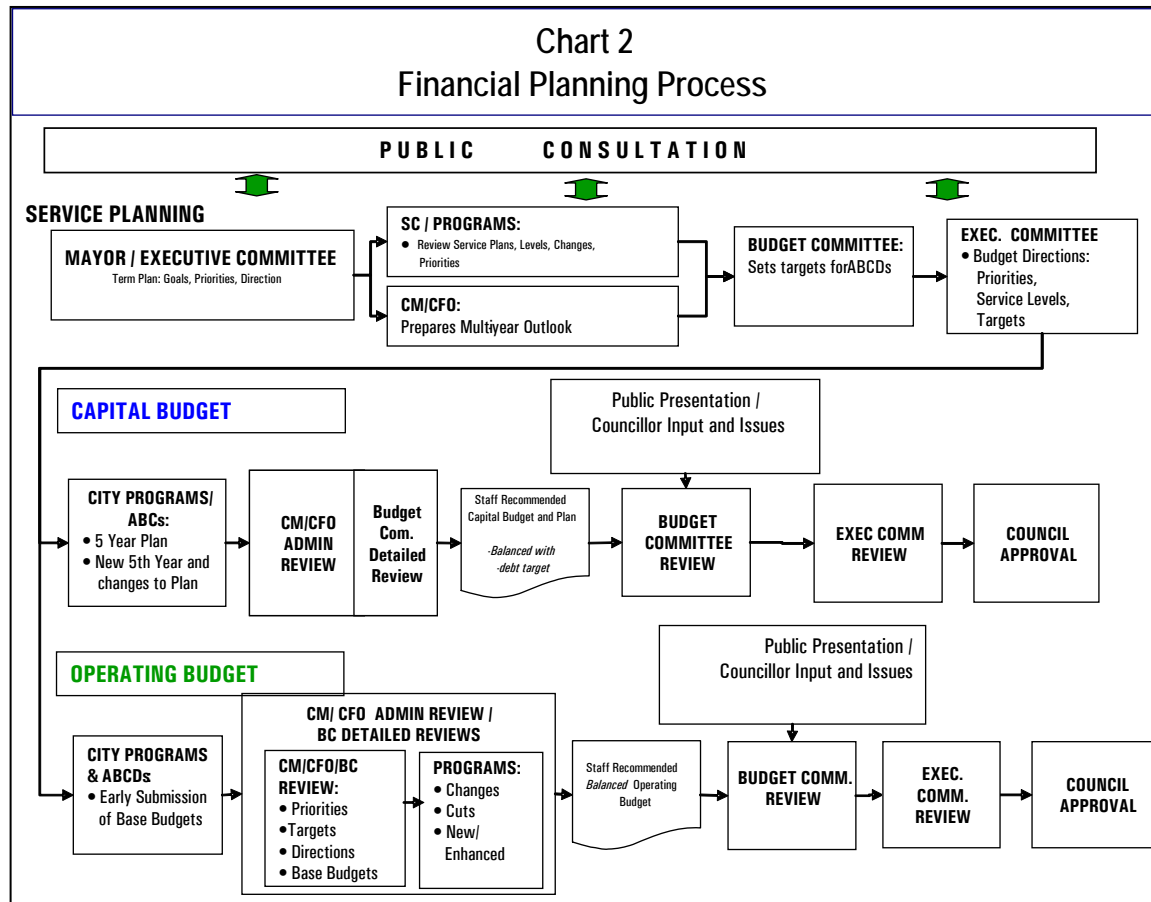 Chart 2
Financial Planning Process
PUBLIC CONSULTATION
SERVICE PLANNING
MAYOR / EXECUTIVE COMMITTEE
Term Plan: Goals, Priorities, Direction
SC / PROGRAMS:
• Review Service Plans, Levels, Changes,
Priorities
CM/CFO:
Prepares Multiyear Outlook
BUDGET COMMITTEE:
Sets targets forABCDs
EXEC. COMMITTEE
• Budget Directions:
Priorities,
Service Levels,
Targets
CAPITAL BUDGET
Public Presentation /
Councillor Input and Issues
CITY PROGRAMS/
ABCs:
• 5 Year Plan
• New 5th Year and
changes to Plan
CM/CFO
ADMIN
REVIEW
Budget
Com.
Detailed
Review
Staff Recommended
Capital Budget and Plan
-Balanced with
-debt target
BUDGET
COMMITTEE
REVIEW
EXEC COMM
REVIEW
COUNCIL
APPROVAL
OPERATING BUDGET
Public Presentation /
Councillor Input and Issues
CITY PROGRAMS
& ABCDs:
• Early Submission
of Base Budgets
CM/ CFO ADMIN REVIEW /
BC DETAILED REVIEWS
CM/CFO/BC
REVIEW:
• Priorities
•Targets
• Directions
• Base Budgets
PROGRAMS:
• Changes
• Cuts
• New/
Enhanced
Staff Recommended
Balanced Operating
Budget
BUDGET COMM.
REVIEW
EXEC.
COMM.
REVIEW
COUNCIL
APPROVAL